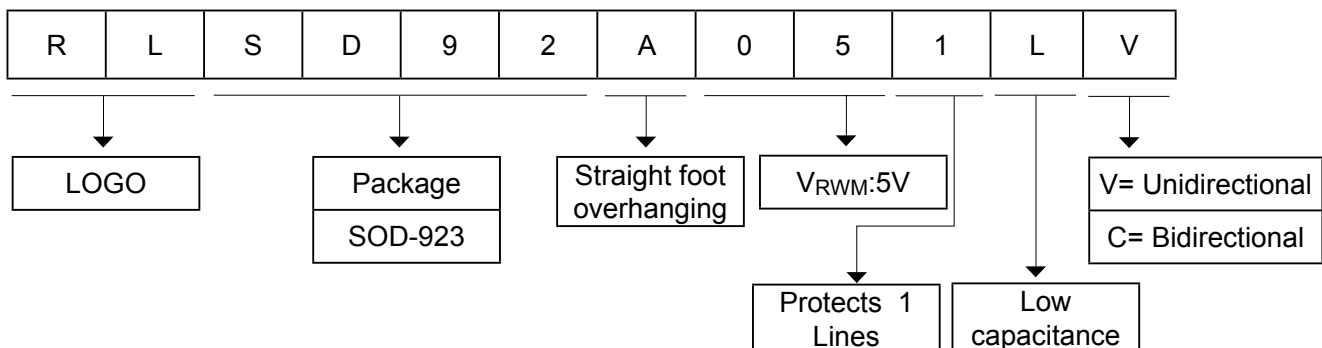 R L S D 9 2 A 0 5 1 L V
LOGO
Package
SOD-923
Straight foot
overhanging
VRWM:5V
V= Unidirectional
C= Bidirectional
Protects 1
Lines
Low
capacitance